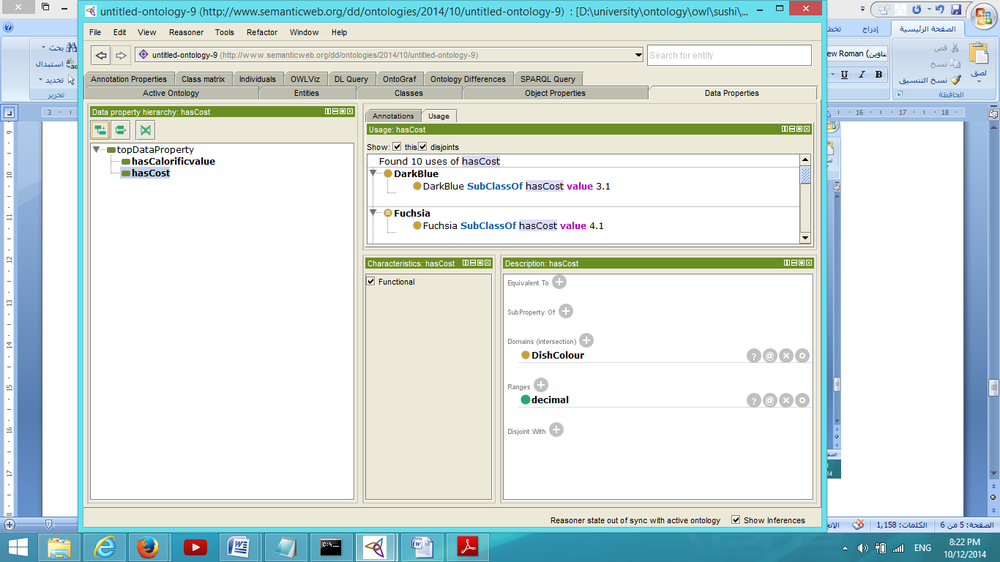 untitled-ontology-9 (http://www.semanticweb.org/dd/ontologies/2014/10/untitled-ontology-9) : [D:\university\ontology\owl\sushi\...
File Edit View Reasoner Tools Refactor Window Help
untitled-ontology-9 (http://www.semanticweb.org/dd/ontologies/2014/10/untitled-ontology-9)
Search for entity
Annotation Properties Class matrix Individuals OWLViz DL Query OntoGraf Ontology Differences SPARQL Query
Active Ontology Entities Classes Object Properties Data Properties
Data property hierarchy: hasCost
topDataProperty
hasCalorificvalue
hasCost
Annotations Usage
Usage: hasCost
Show: this disjoints
Found 10 uses of hasCost
DarkBlue
DarkBlue SubClassOf hasCost value 3.1
Fuchsia
Fuchsia SubClassOf hasCost value 4.1
Characteristics: hasCost
Functional
Description: hasCost
Equivalent To
SubProperty Of
Domains (intersection)
DishColour
Ranges
decimal
Disjoint With
Reasoner state out of sync with active ontology Show Inferences
الصفحة الرئيسية
إدراج
تخط
قص
نسخ
نسخ التنسيق
لصق
الحافظة
ew Roman (عناوين
U I B
بحث
استبدال
تحديد
تحرير
3
16 17 18
9
10
11
12
13
14
15
16
17
18
الصفحة: 5 من 6
الكلمات: 1,158
الإنج
ENG
8:22 PM
10/12/2014